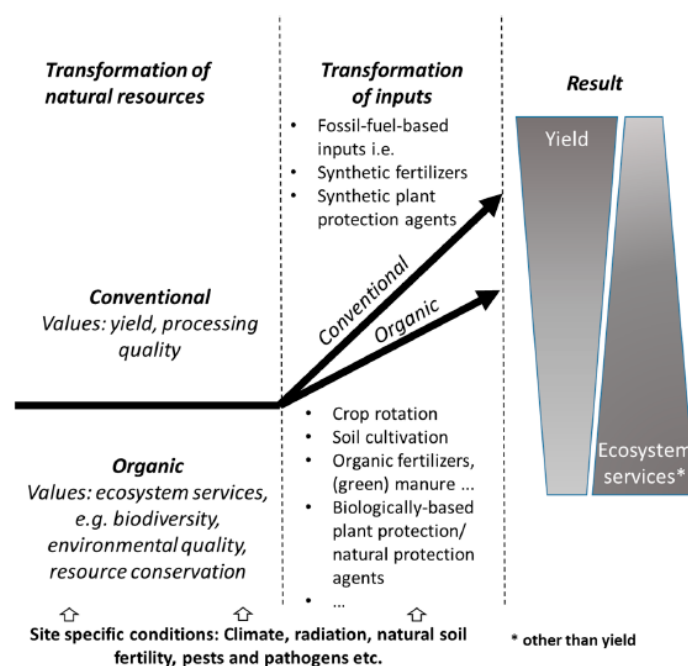 Transformation of
natural resources
Transformation
of inputs
Result
• Fossil-fuel-based
inputs i.e.
• Synthetic fertilizers
• Synthetic plant
protection agents
Yield
Conventional
Values: yield, processing
quality
Conventional
Organic
Organic
Values: ecosystem services,
e.g. biodiversity,
environmental quality,
resource conservation
• Crop rotation
• Soil cultivation
• Organic fertilizers,
(green) manure ...
• Biologically-based
plant protection/
natural protection
agents
• ...
Ecosystem
services*
Site specific conditions: Climate, radiation, natural soil
fertility, pests and pathogens etc.
* other than yield